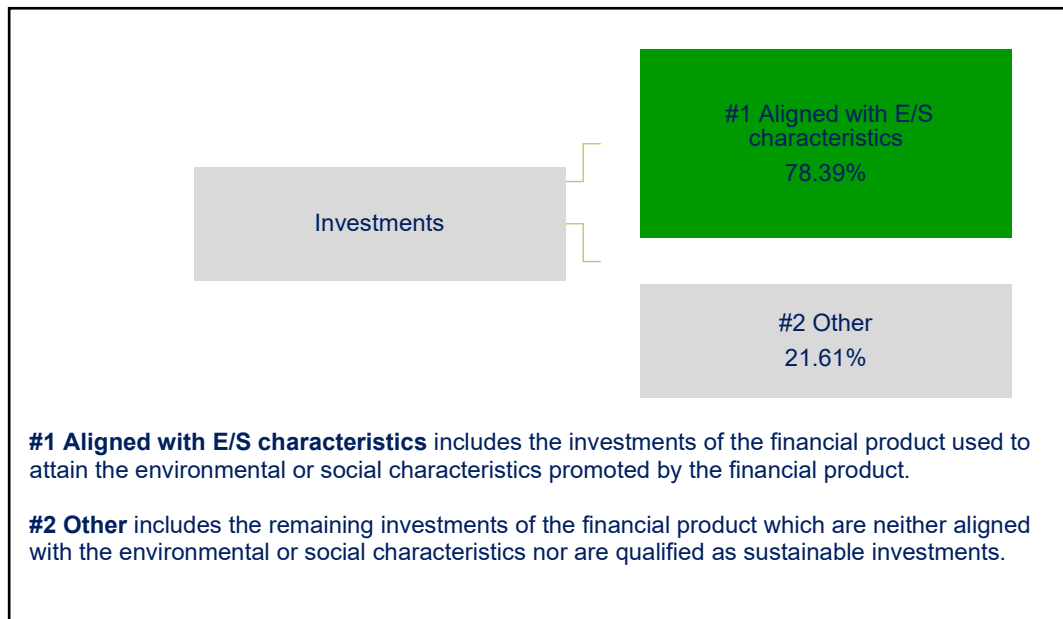 #1 Aligned with E/S
characteristics
78.39%
Investments
#2 Other
21.61%
#1 Aligned with E/S characteristics includes the investments of the financial product used to
attain the environmental or social characteristics promoted by the financial product.
#2 Other includes the remaining investments of the financial product which are neither aligned
with the environmental or social characteristics nor are qualified as sustainable investments.